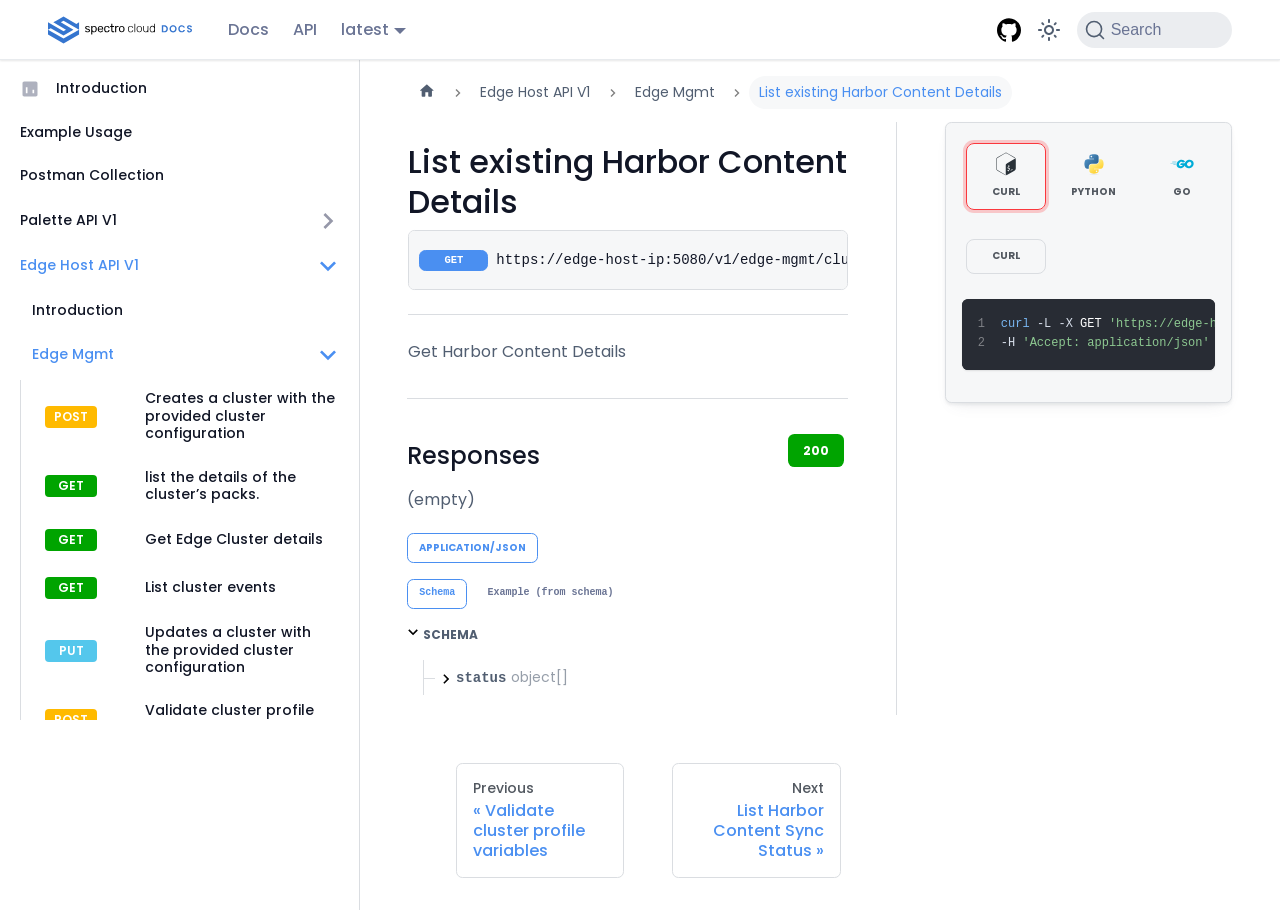 spectro cloud DOCS
Docs
API
latest
Search
Introduction
Example Usage
Postman Collection
Palette API V1
Edge Host API V1
Introduction
Edge Mgmt
POST Creates a cluster with the
provided cluster
configuration
GET list the details of the
cluster’s packs.
GET Get Edge Cluster details
GET List cluster events
PUT Updates a cluster with
the provided cluster
configuration
POST Validate cluster profile
Edge Host API V1
Edge Mgmt
List existing Harbor Content Details
List existing Harbor Content
Details
GET https://edge-host-ip:5080/v1/edge-mgmt/clu
Get Harbor Content Details
Responses
200
(empty)
APPLICATION/JSON
Schema Example (from schema)
SCHEMA
status object[]
Previous
« Validate
cluster profile
variables
Next
List Harbor
Content Sync
Status »
CURL
PYTHON
GO
GO
CURL
1 curl -L -X GET 'https://edge-h
2 -H 'Accept: application/json'